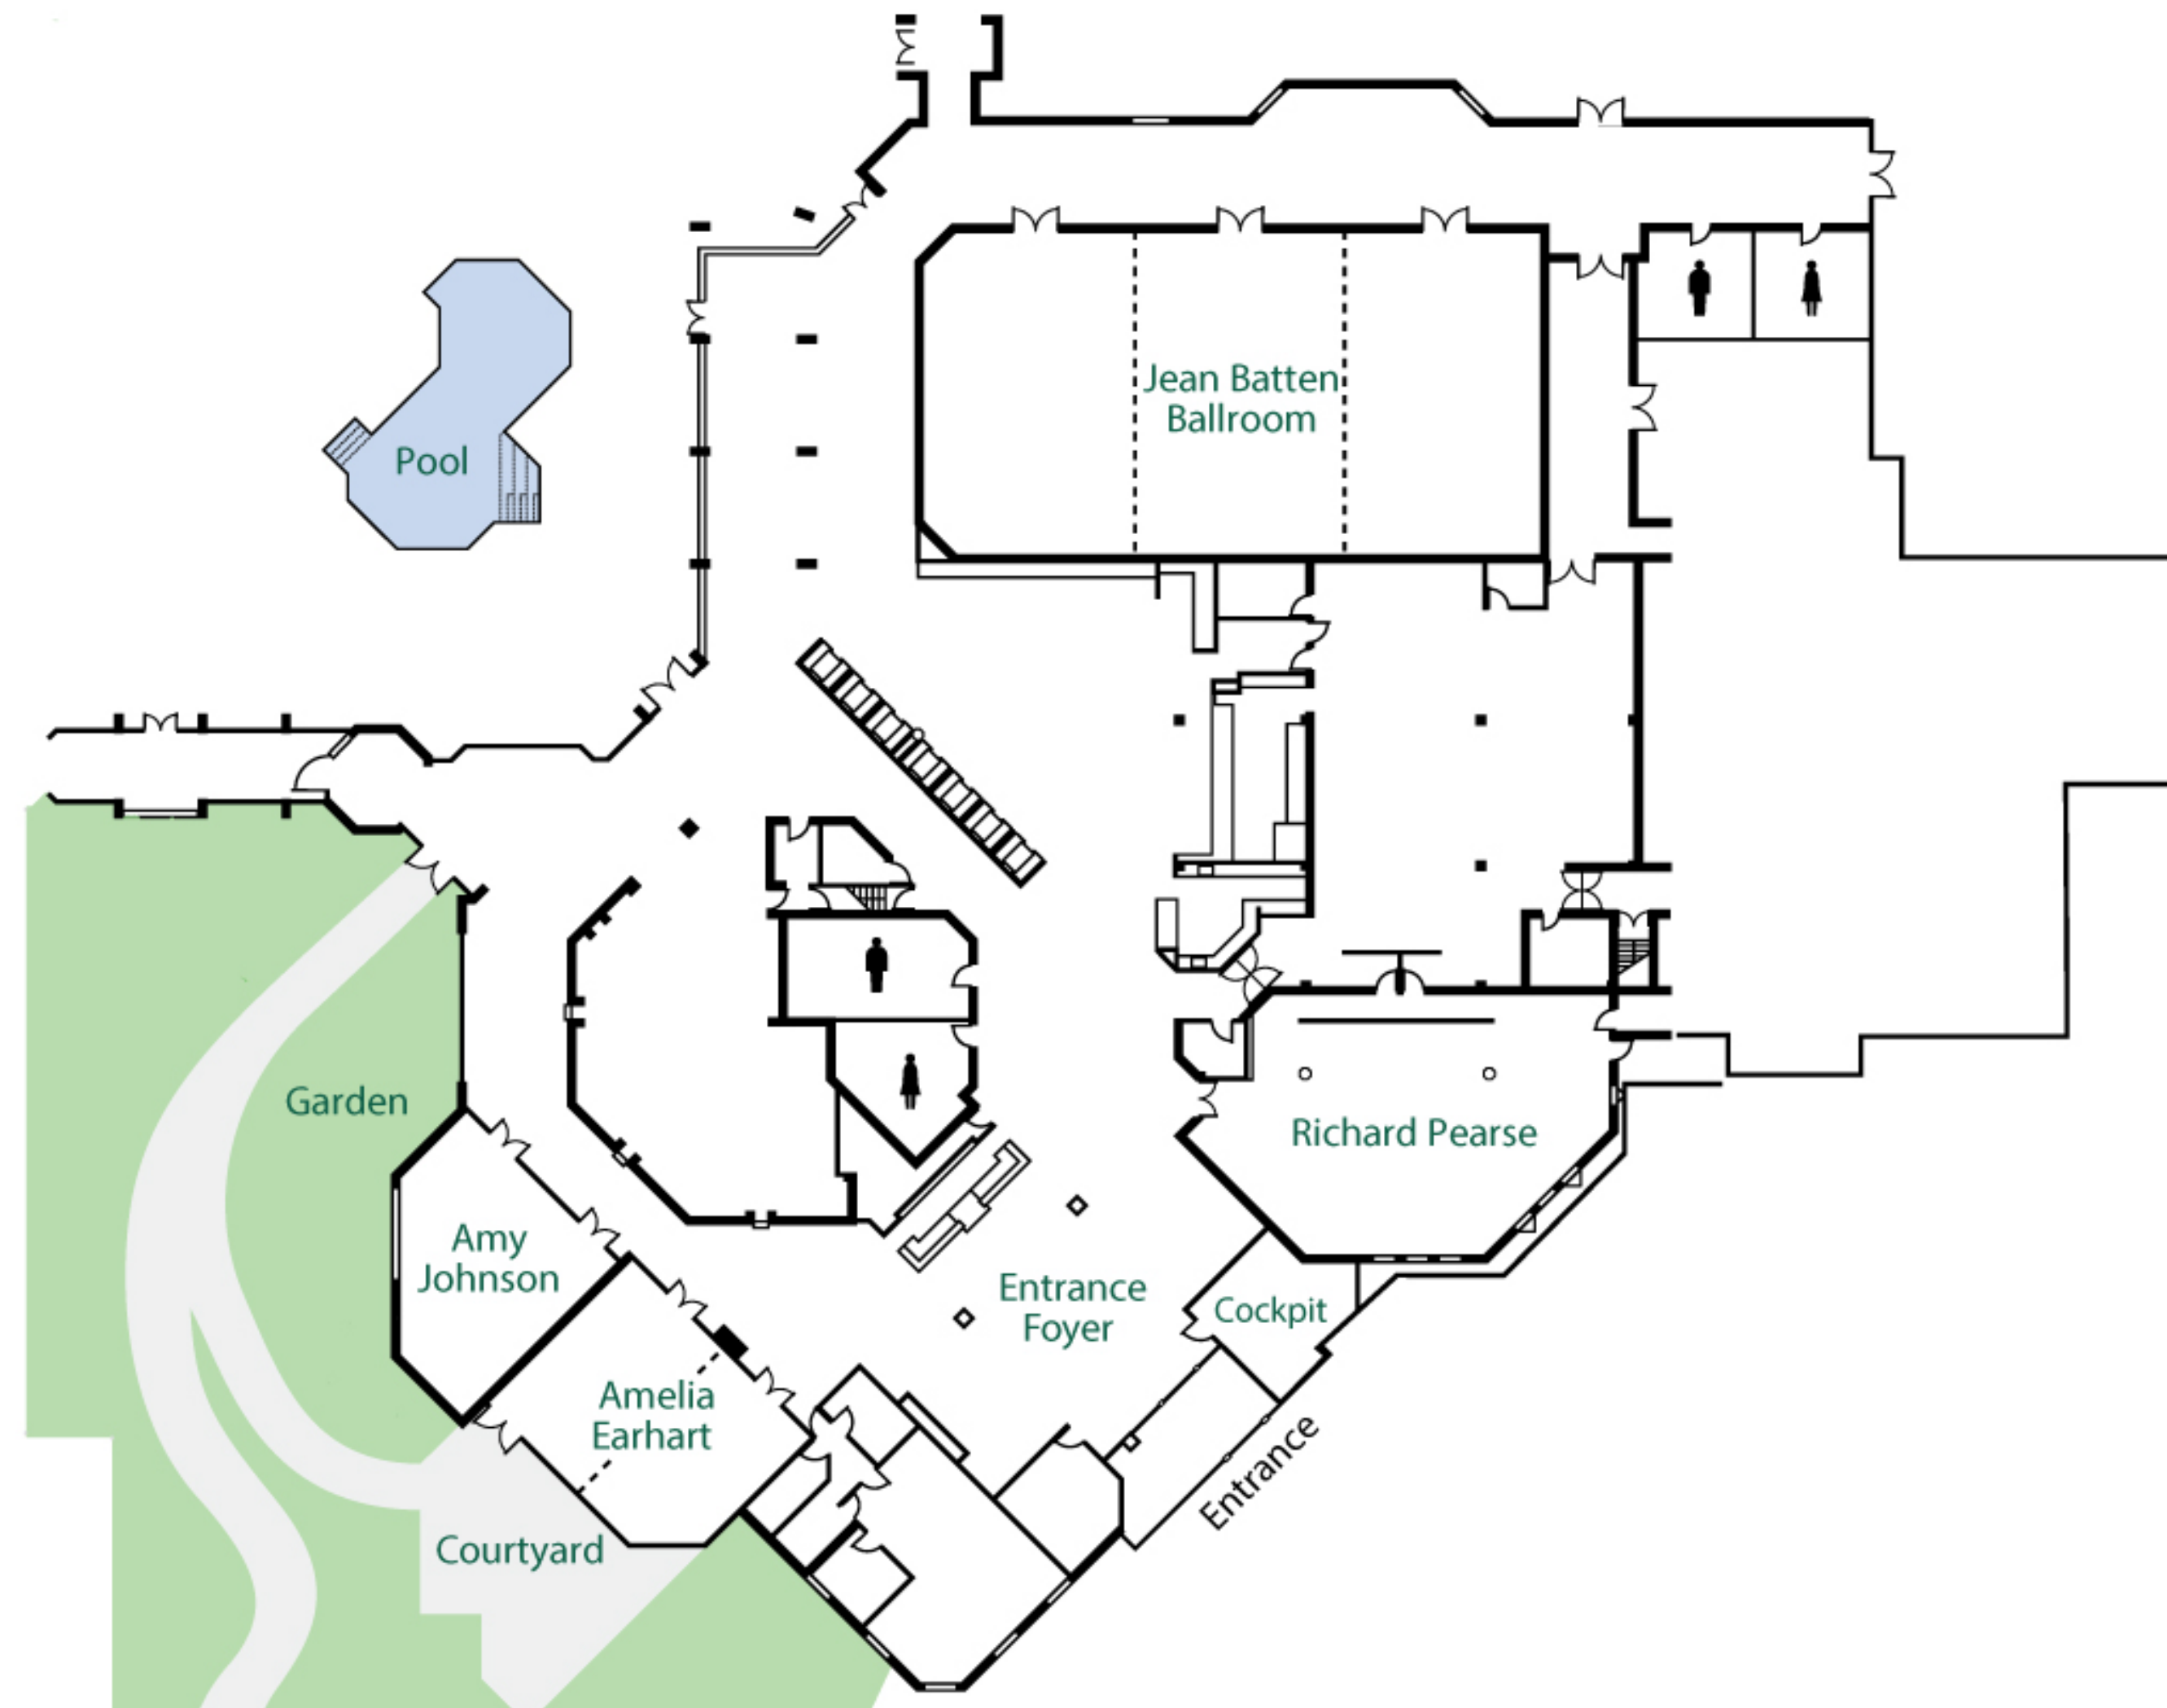 Jean Batten
Ballroom
Pool
Garden
Richard Pearse
Amy
Johnson
Entrance
Foyer
Cockpit
Amelia
Earhart
Entrance
Courtyard